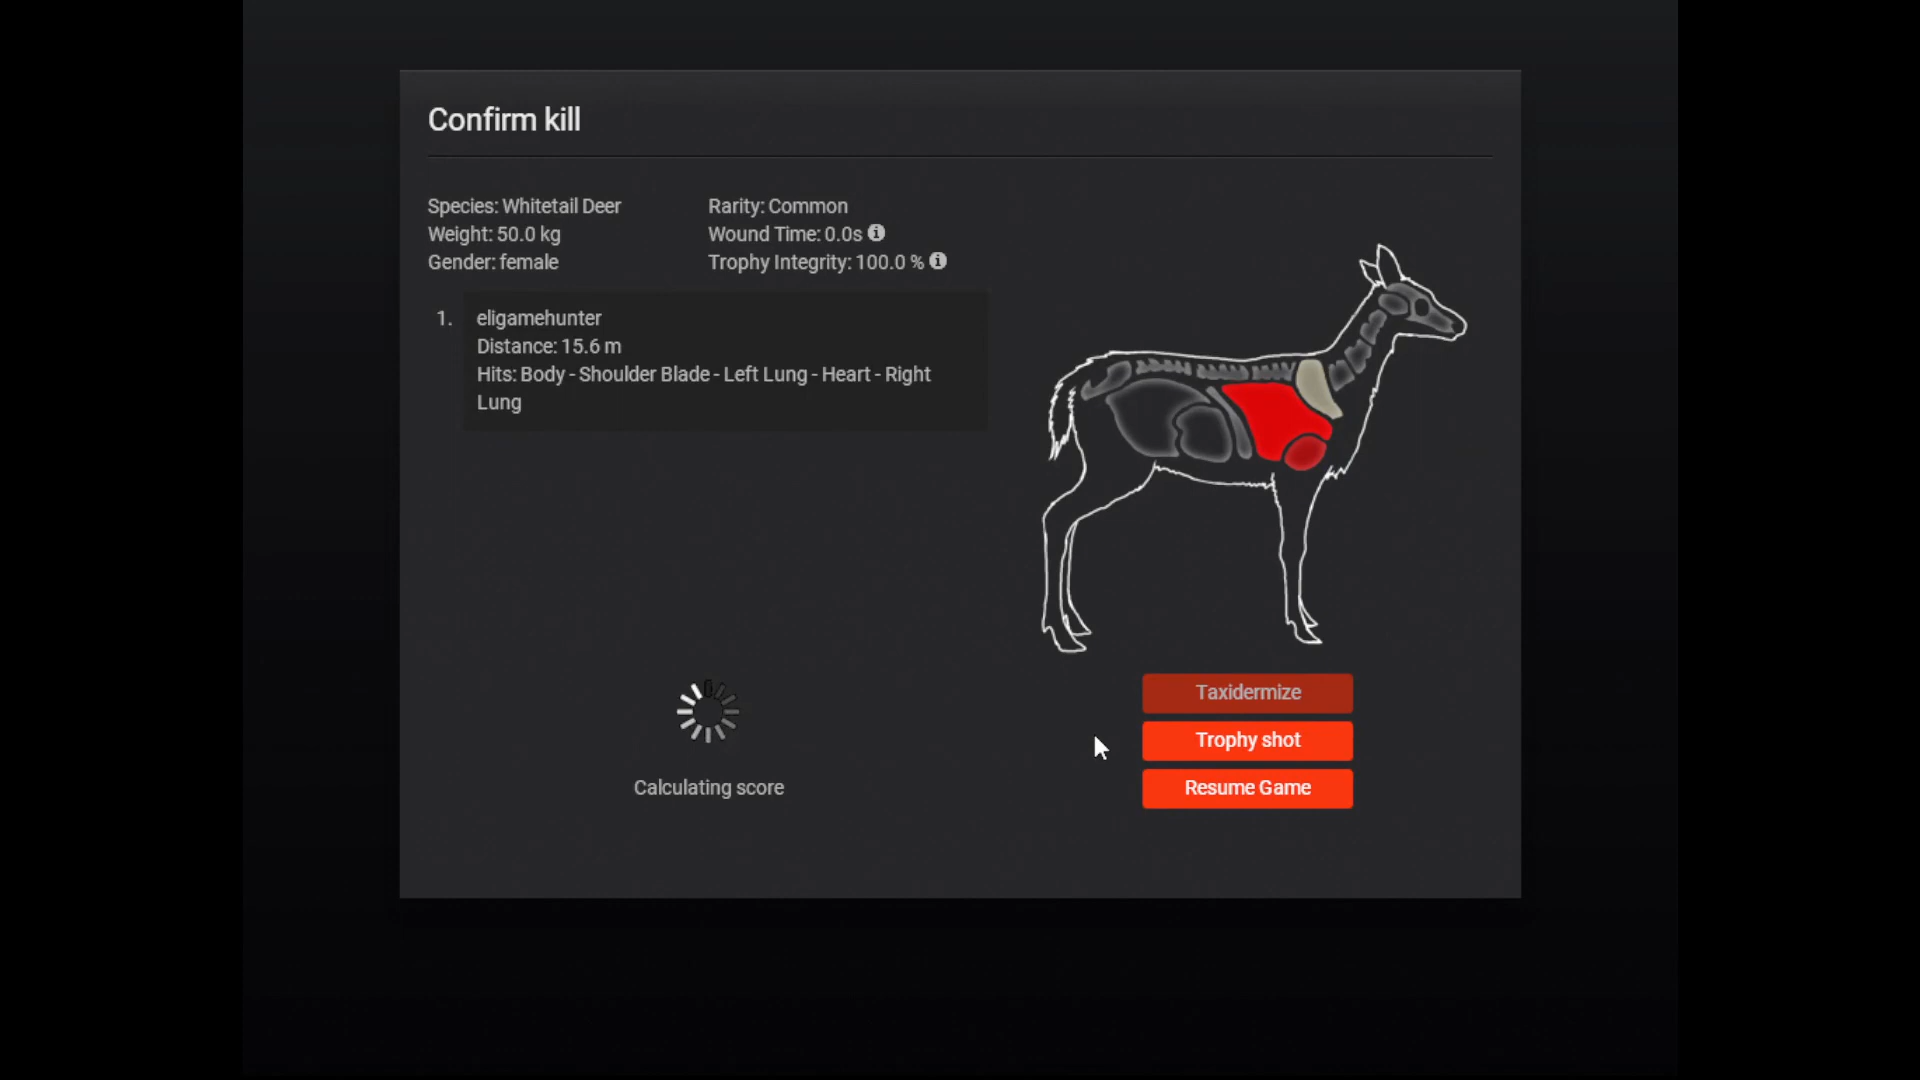 Confirm kill
Species: Whitetail Deer
Weight: 50.0 kg
Gender: female
Rarity: Common
Wound Time: 0.0s
Trophy Integrity: 100.0 %
1.
eligamehunter
Distance: 15.6 m
Hits: Body - Shoulder Blade - Left Lung - Heart - Right
Lung
Calculating score
Taxidermize
Trophy shot
Resume Game